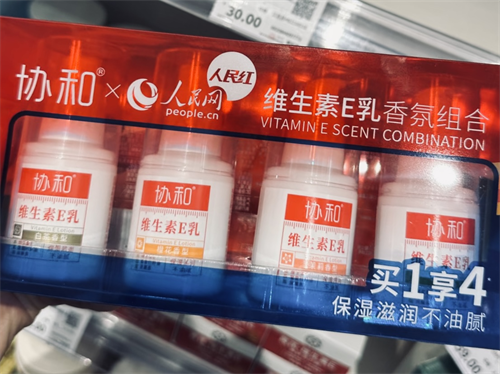 30.00
协和® × 人民网
people.cn
人民红
维生素E乳香氛组合
VITAMIN E SCENT COMBINATION
协和
维生素E乳
协和
维生素E乳
协和
维生素E乳
协和
维生素E乳
买1享4
保湿滋润不油腻